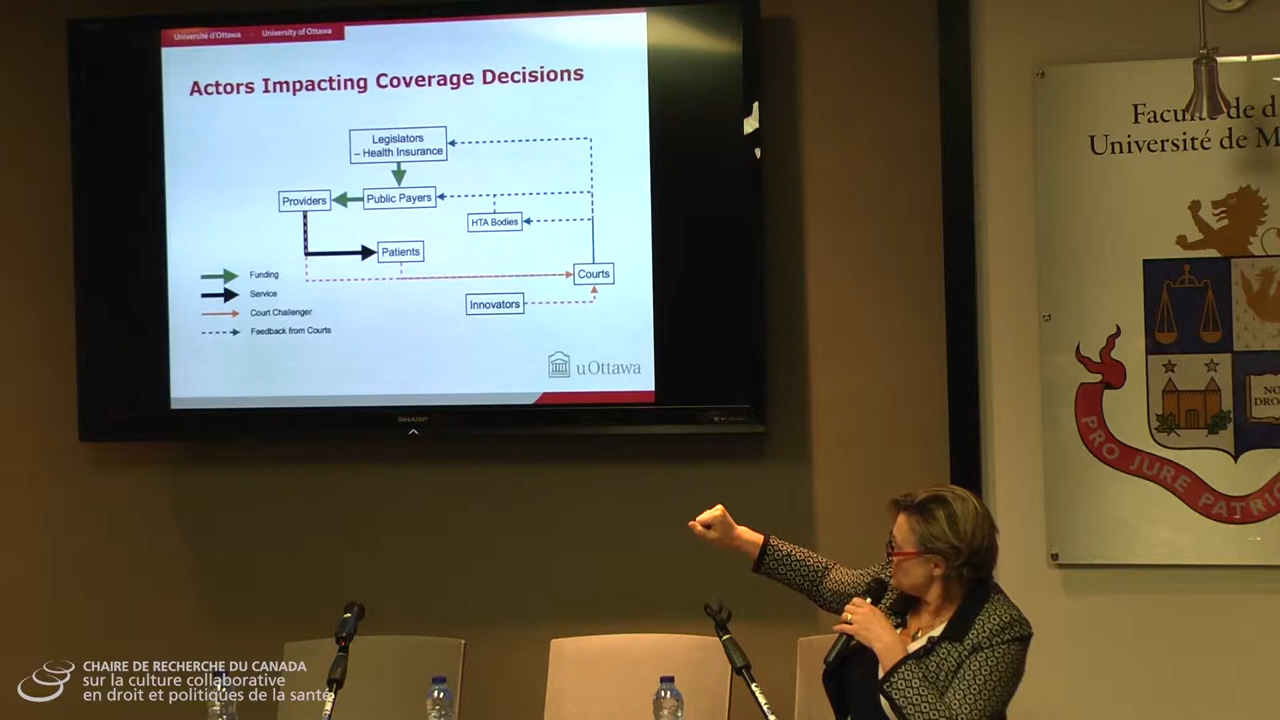 Université d'Ottawa · University of Ottawa
Actors Impacting Coverage Decisions
Legislators
– Health Insurance
Providers
Public Payers
HTA Bodies
Patients
Courts
Innovators
Funding
Service
Court Challenger
Feedback from Courts
uOttawa
SHARP
Université de M
PRO JURE PATRI
CHAIRE DE RECHERCHE DU CANADA
sur la culture collaborative
en droit et politiques de la santé